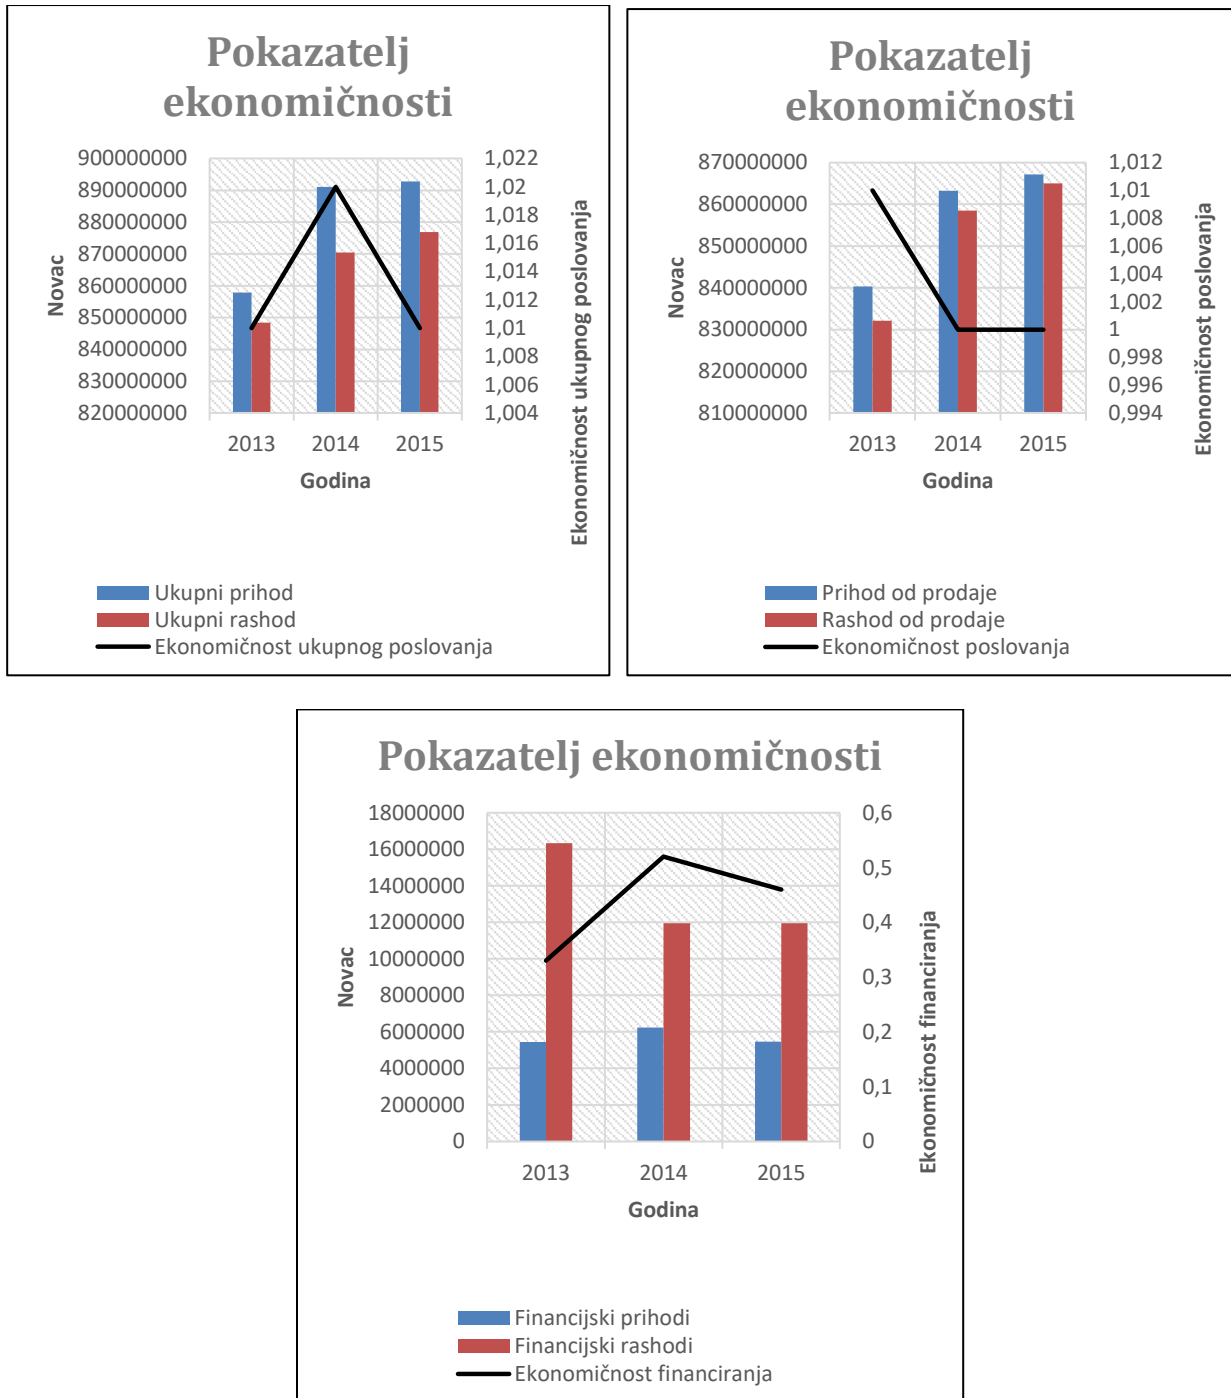 Pokazatelj
ekonomičnosti
900000000
890000000
880000000
870000000
860000000
850000000
840000000
830000000
820000000
Novac
1,022
1,02
1,018
1,016
1,014
1,012
1,01
1,008
1,006
1,004
Ekonomičnost ukupnog poslovanja
2013 2014 2015
Godina
Ukupni prihod
Ukupni rashod
Ekonomičnost ukupnog poslovanja
Pokazatelj
ekonomičnosti
870000000
860000000
850000000
840000000
830000000
820000000
810000000
Novac
1,012
1,01
1,008
1,006
1,004
1,002
1
0,998
0,996
0,994
Ekonomičnost poslovanja
2013 2014 2015
Godina
Prihod od prodaje
Rashod od prodaje
Ekonomičnost poslovanja
Pokazatelj ekonomičnosti
18000000
16000000
14000000
12000000
10000000
8000000
6000000
4000000
2000000
0
Novac
0,6
0,5
0,4
0,3
0,2
0,1
0
Ekonomičnost financiranja
2013 2014 2015
Godina
Financijski prihodi
Financijski rashodi
Ekonomičnost financiranja